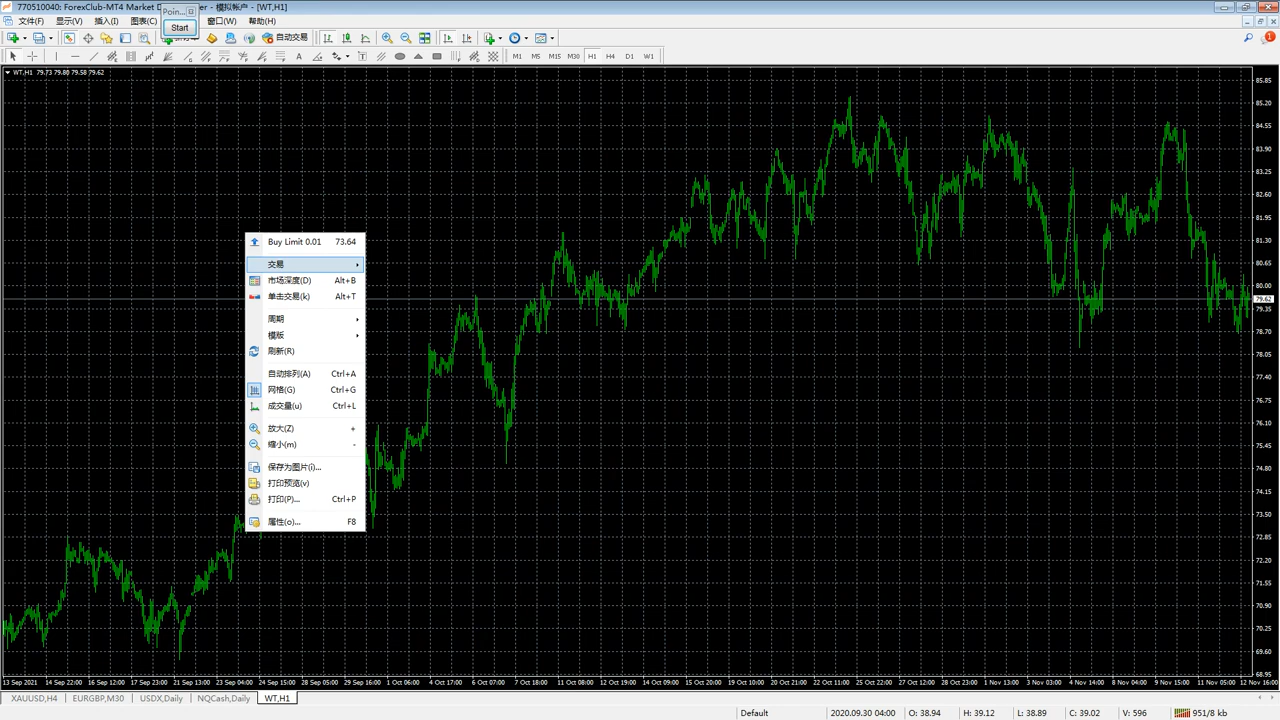 770510040: ForexClub-MT4 Market D
er - 模拟帐户 - [WT,H1]
Poin...
Start
文件(F) 显示(V) 插入(I) 图表(C) 窗口(W) 帮助(H)
自动交易
M1 M5 M15 M30 H1 H4 D1 W1
WT,H1 79.73 79.80 79.58 79.62
Buy Limit 0.01 73.64
交易
市场深度(D) Alt+B
单击交易(k) Alt+T
周期
模版
刷新(R)
自动排列(A) Ctrl+A
网格(G) Ctrl+G
成交量(u) Ctrl+L
放大(Z) +
缩小(m) -
保存为图片(i)...
打印预览(v)
打印(P)... Ctrl+P
属性(o)... F8
85.85
85.20
84.55
83.90
83.25
82.60
81.95
81.30
80.65
80.00
79.62
79.35
78.70
78.05
77.40
76.75
76.10
75.45
74.80
74.15
73.50
72.85
72.20
71.55
70.90
70.25
69.60
68.95
13 Sep 2021 14 Sep 22:00 16 Sep 12:00 17 Sep 23:00 21 Sep 13:00 23 Sep 04:00 24 Sep 15:00 28 Sep 05:00 29 Sep 16:00 1 Oct 06:00 4 Oct 17:00 6 Oct 07:00 7 Oct 18:00 11 Oct 08:00 12 Oct 19:00 14 Oct 09:00 15 Oct 20:00 19 Oct 10:00 20 Oct 21:00 22 Oct 11:00 25 Oct 22:00 27 Oct 12:00 28 Oct 23:00 1 Nov 13:00 3 Nov 03:00 4 Nov 14:00 8 Nov 04:00 9 Nov 15:00 11 Nov 05:00 12 Nov 16:00
XAUUSD,H4 EURGBP,M30 USDX,Daily NQCash,Daily WT,H1
Default 2020.09.30 04:00 O: 38.94 H: 39.12 L: 38.89 C: 39.02 V: 596 951/8 kb